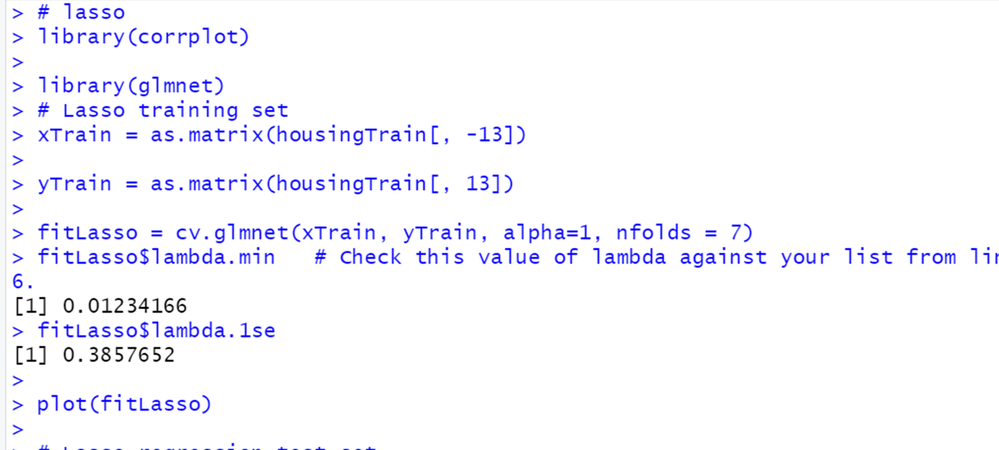 > # lasso
> library(corrplot)
>
> library(glmnet)
> # Lasso training set
> xTrain = as.matrix(housingTrain[, -13])
>
> yTrain = as.matrix(housingTrain[, 13])
>
> fitLasso = cv.glmnet(xTrain, yTrain, alpha=1, nfolds = 7)
> fitLasso$lambda.min   # Check this value of lambda against your list from
6.
[1] 0.01234166
> fitLasso$lambda.1se
[1] 0.3857652
>
> plot(fitLasso)
>
> # Lasso regression test set